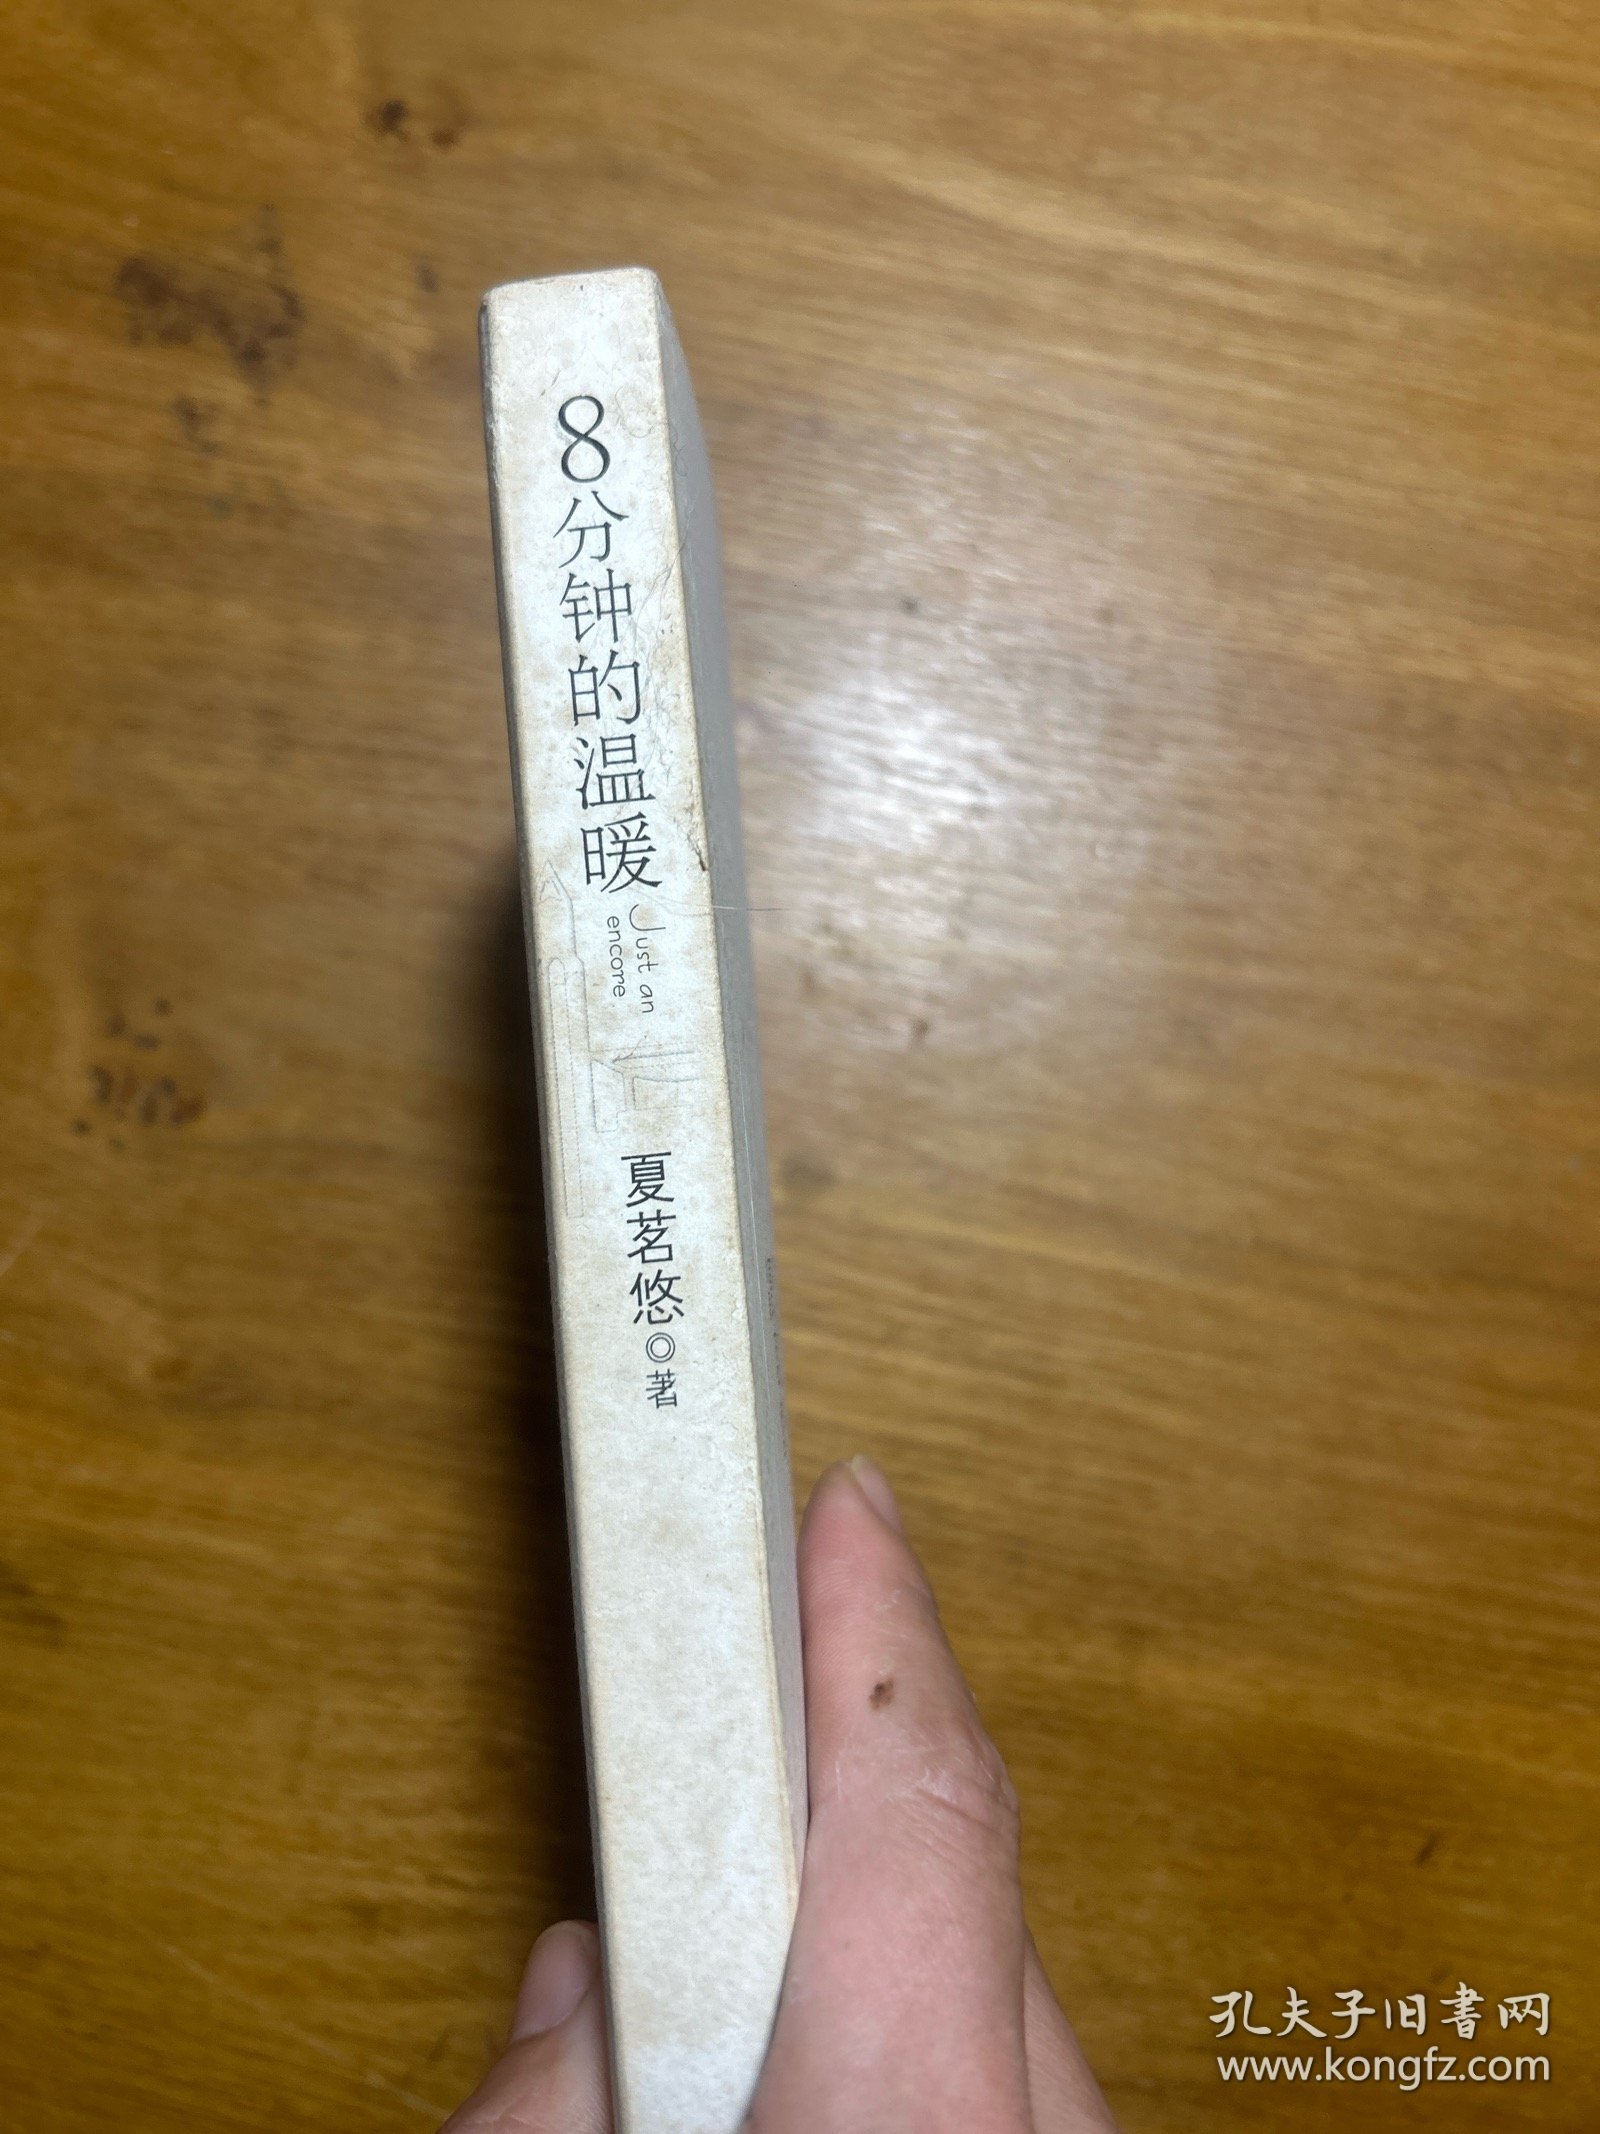 8分钟的温暖
Just an
encore
夏茗悠◎著
孔夫子旧書网
www.kongfz.com